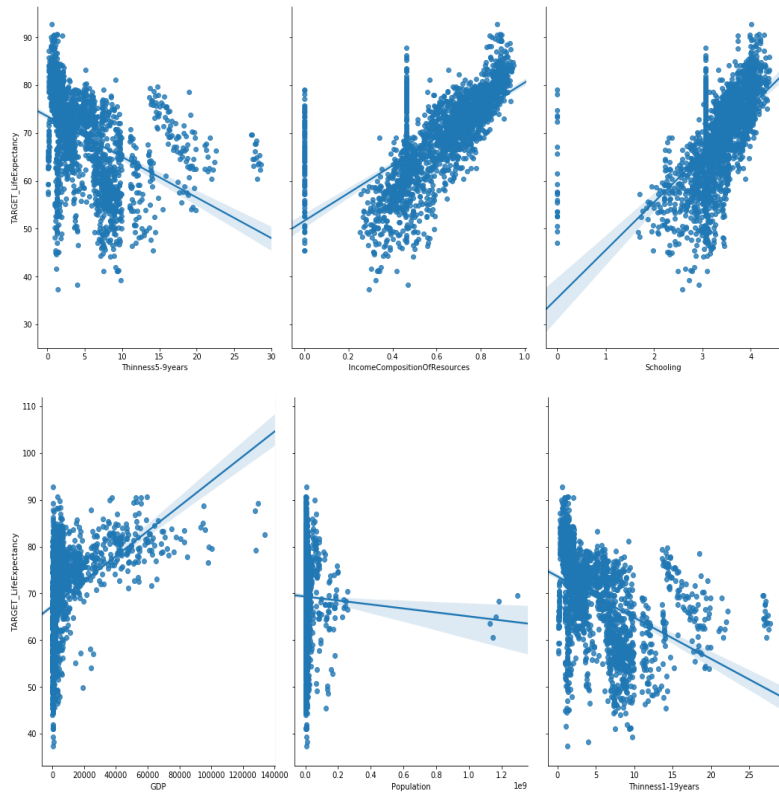 90
80
70
60
50
40
30
TARGET_LifeExpectancy
0 5 10 15 20 25 30
Thinness5-9years
0.0 0.2 0.4 0.6 0.8 1.0
IncomeCompositionOfResources
0 1 2 3 4
Schooling
110
100
90
80
70
60
50
40
TARGET_LifeExpectancy
0 20000 40000 60000 80000 100000 120000 140000
GDP
0.0 0.2 0.4 0.6 0.8 1.0 1.2
1e9
Population
0 5 10 15 20 25
Thinness1-19years